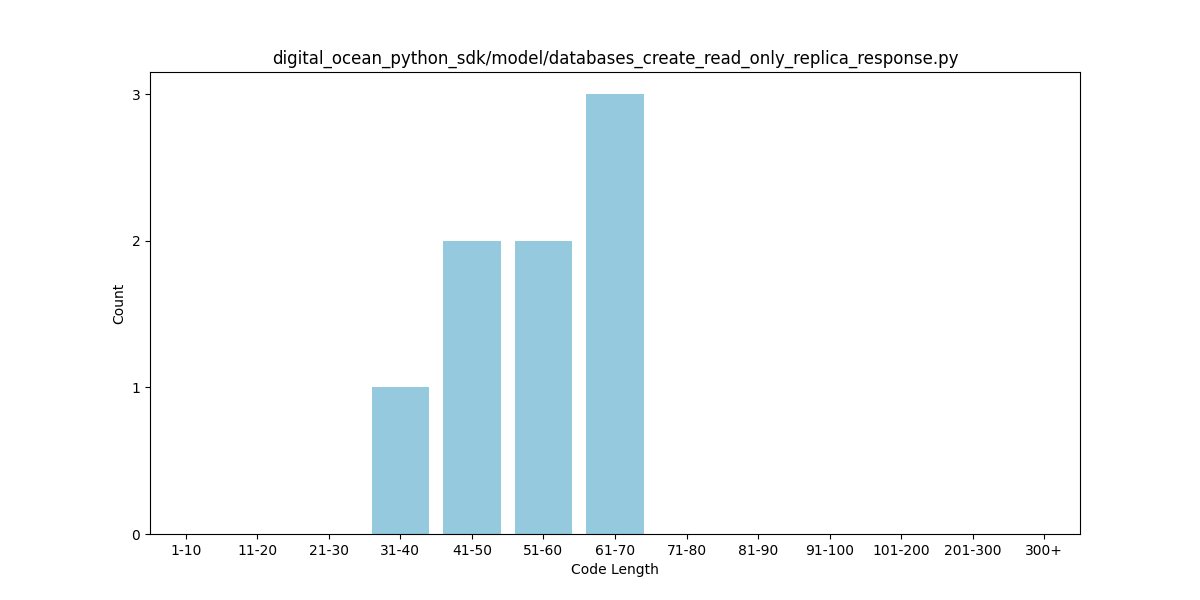 digital_ocean_python_sdk/model/databases_create_read_only_replica_response.py
3
2
1
0
Count
1-10 11-20 21-30 31-40 41-50 51-60 61-70 71-80 81-90 91-100 101-200 201-300 300+
Code Length